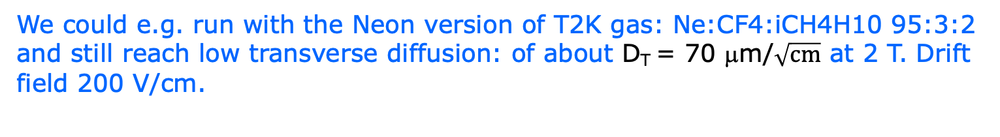 We could e.g. run with the Neon version of T2K gas: Ne:CF4:iCH4H10 95:3:2
and still reach low transverse diffusion: of about D_T = 70 μm/√cm at 2 T. Drift
field 200 V/cm.